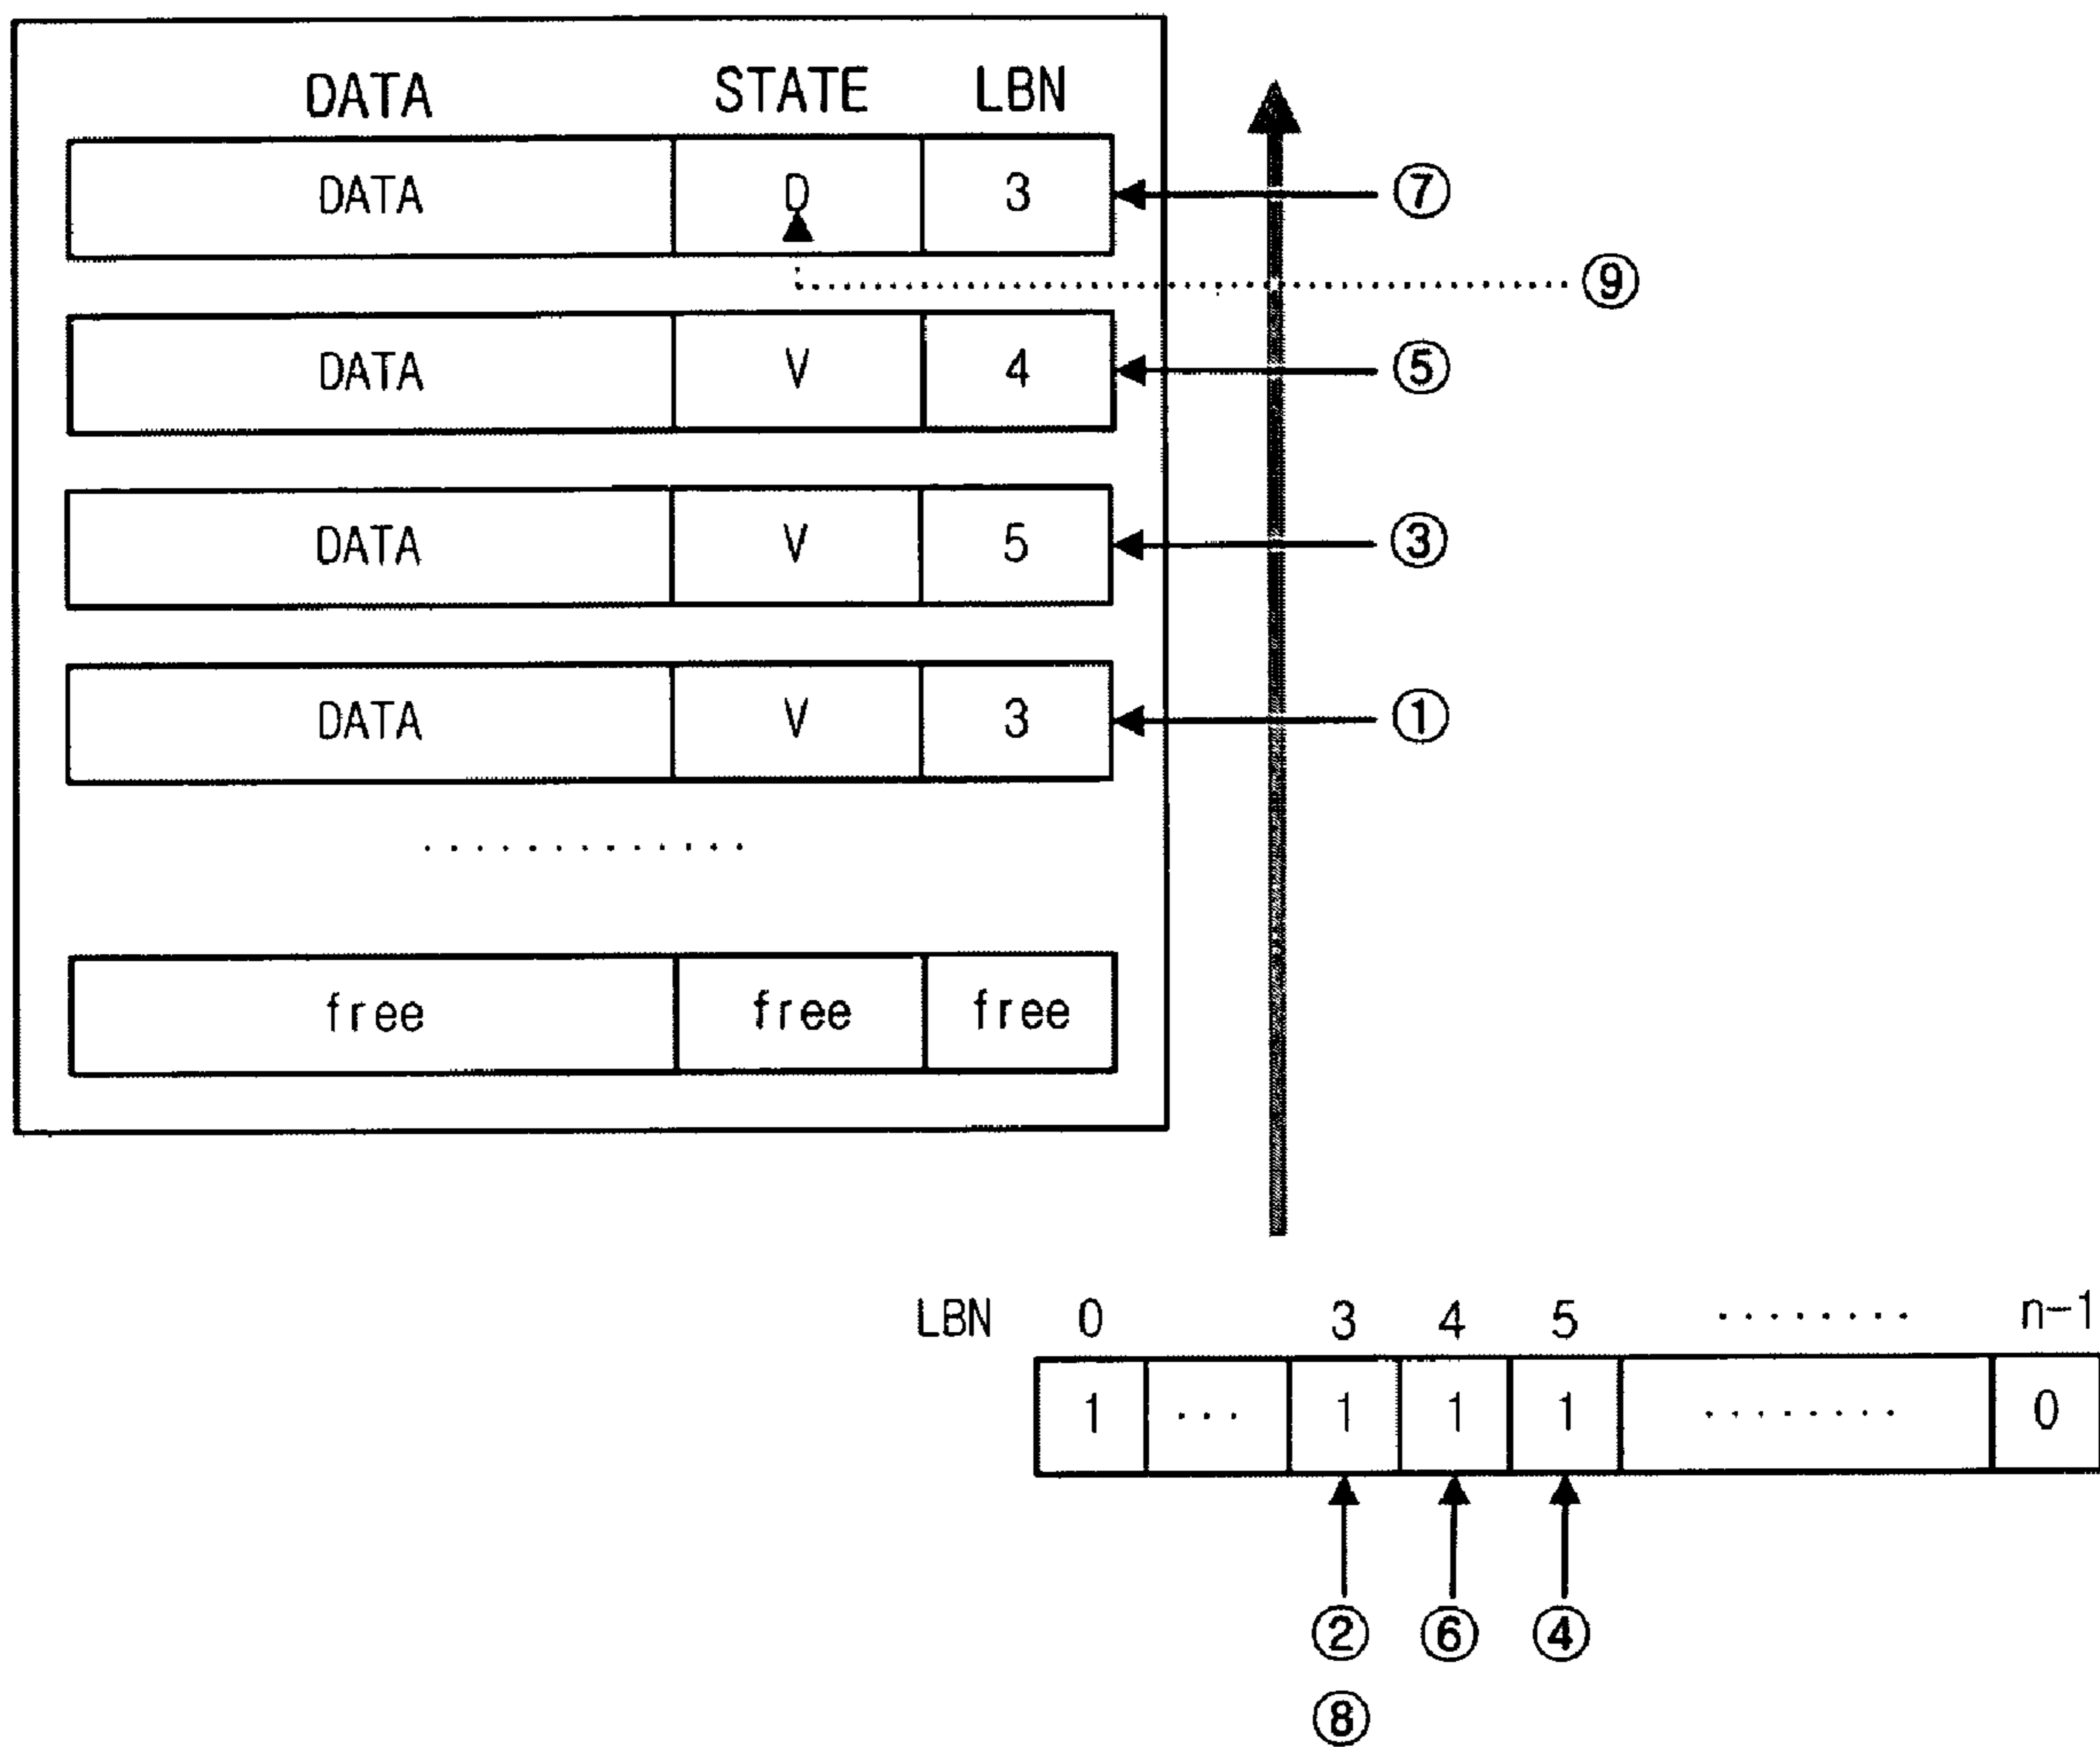 DATA STATE LBN
DATA D 3 ⑦
⑨
DATA V 4 ⑤
DATA V 5 ③
DATA V 3 ①
.............
free free free
LBN 0 3 4 5 ........ n-1
1 ... 1 1 1 ........ 0
② ⑥ ④
⑧